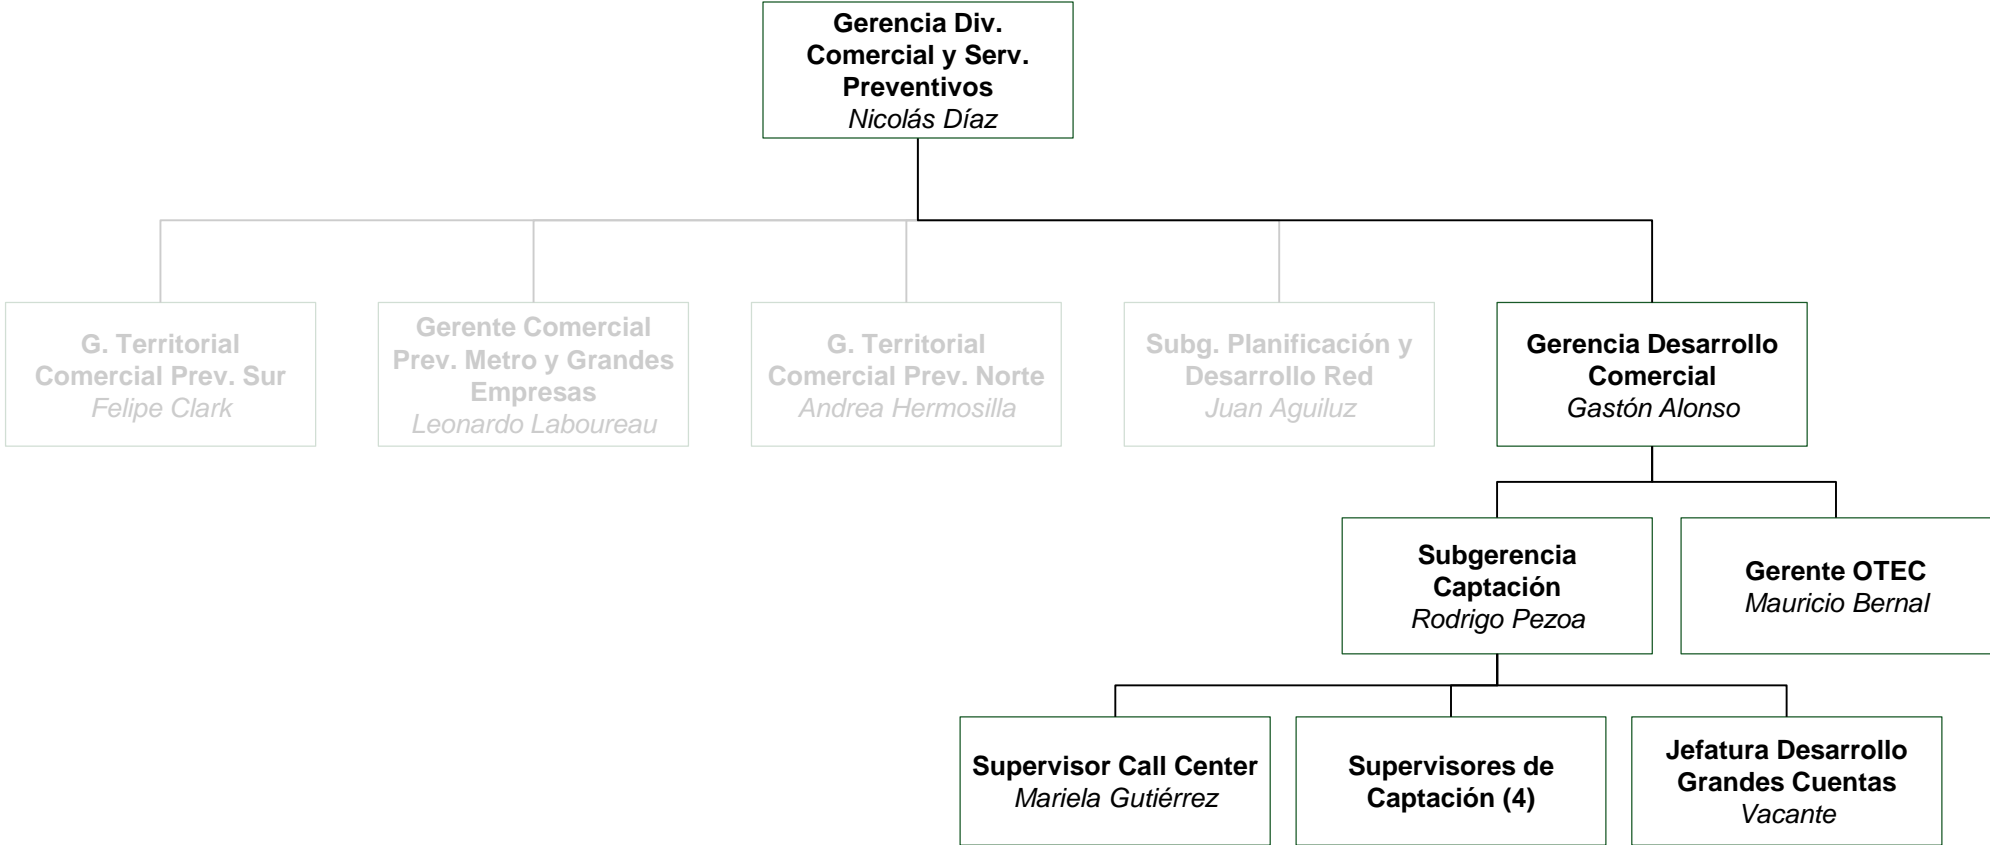 Gerencia Div.
Comercial y Serv.
Preventivos
Nicolás Díaz
G. Territorial
Comercial Prev. Sur
Felipe Clark
Gerente Comercial
Prev. Metro y Grandes
Empresas
Leonardo Laboureau
G. Territorial
Comercial Prev. Norte
Andrea Hermosilla
Subg. Planificación y
Desarrollo Red
Juan Aguiluz
Gerencia Desarrollo
Comercial
Gastón Alonso
Subgerencia
Captación
Rodrigo Pezoa
Gerente OTEC
Mauricio Bernal
Supervisor Call Center
Mariela Gutiérrez
Supervisores de
Captación (4)
Jefatura Desarrollo
Grandes Cuentas
Vacante